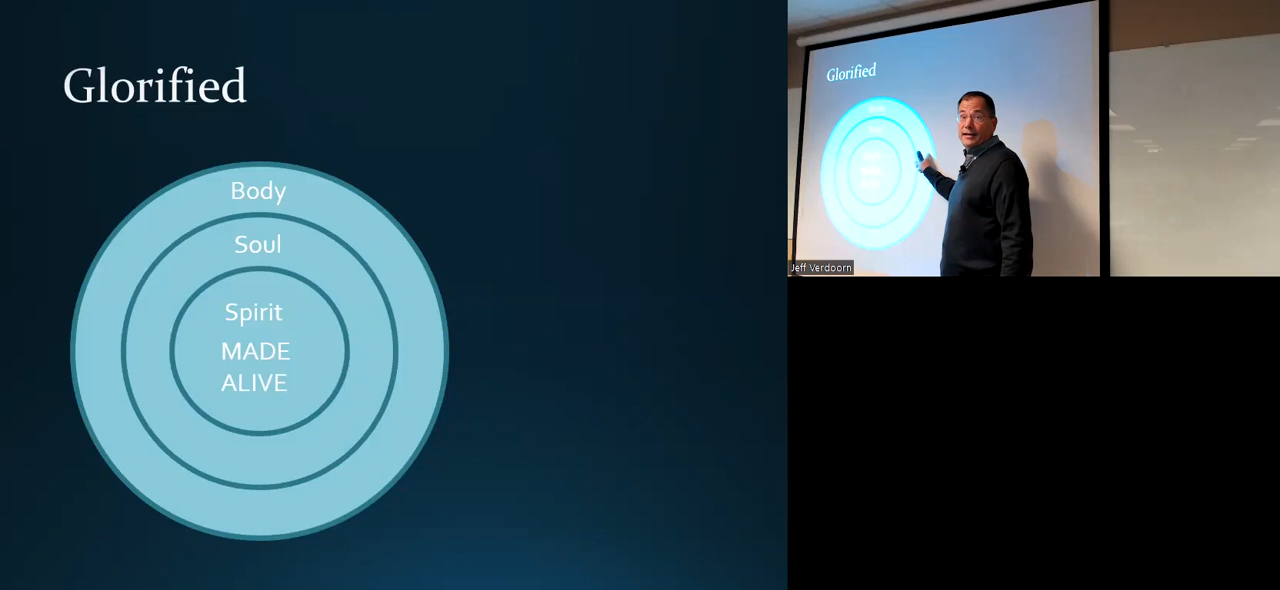 Glorified
Body
Soul
Spirit
MADE
ALIVE
Glorified
Jeff Verdoorn